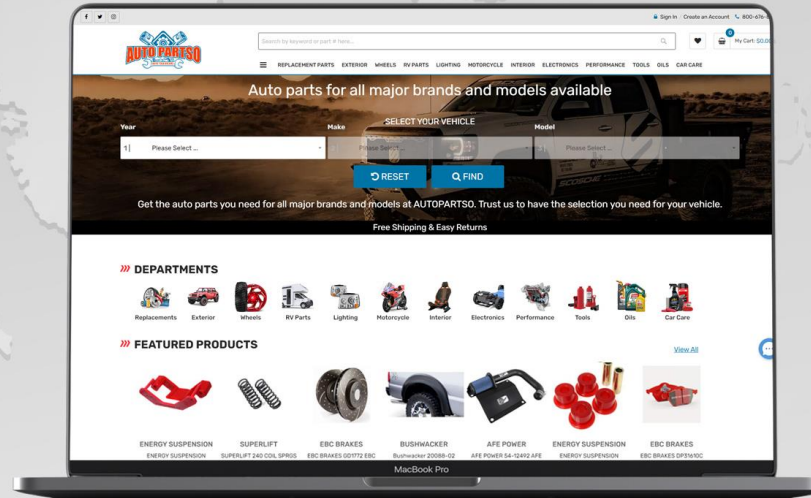 Sign In / Create an Account 800-676-
AUTO PARTSO
Search by keyword or part # here...
0
My Cart: $0.00
REPLACEMENT PARTS EXTERIOR WHEELS RV PARTS LIGHTING MOTORCYCLE INTERIOR ELECTRONICS PERFORMANCE TOOLS OILS CAR CARE
Auto parts for all major brands and models available
SELECT YOUR VEHICLE
Year Make Model
1 | Please Select ... Please Select ... Please Select ...
RESET FIND
Get the auto parts you need for all major brands and models at AUTOPARTSO. Trust us to have the selection you need for your vehicle.
Free Shipping & Easy Returns
DEPARTMENTS
Replacements Exterior Wheels RV Parts Lighting Motorcycle Interior Electronics Performance Tools Oils Car Care
FEATURED PRODUCTS
View All
ENERGY SUSPENSION SUPERLIFT EBC BRAKES BUSHWACKER AFE POWER ENERGY SUSPENSION EBC BRAKES
ENERGY SUSPENSION SUPERLIFT 240 COIL SPRGS EBC BRAKES GD1772 EBC Bushwacker 20088-02 AFE POWER 54-12492 AFE ENERGY SUSPENSION EBC BRAKES DP31610C
MacBook Pro